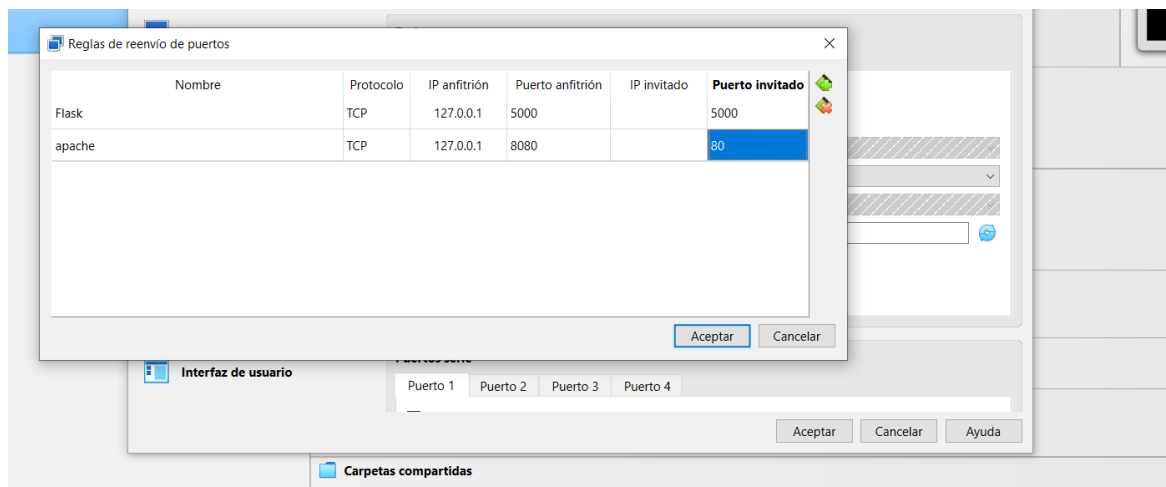 Reglas de reenvío de puertos
Nombre Protocolo IP anfitrión Puerto anfitrión IP invitado Puerto invitado
Flask TCP 127.0.0.1 5000 5000
apache TCP 127.0.0.1 8080 80
Aceptar Cancelar
Interfaz de usuario
Puerto 1 Puerto 2 Puerto 3 Puerto 4
Aceptar Cancelar Ayuda
Carpetas compartidas